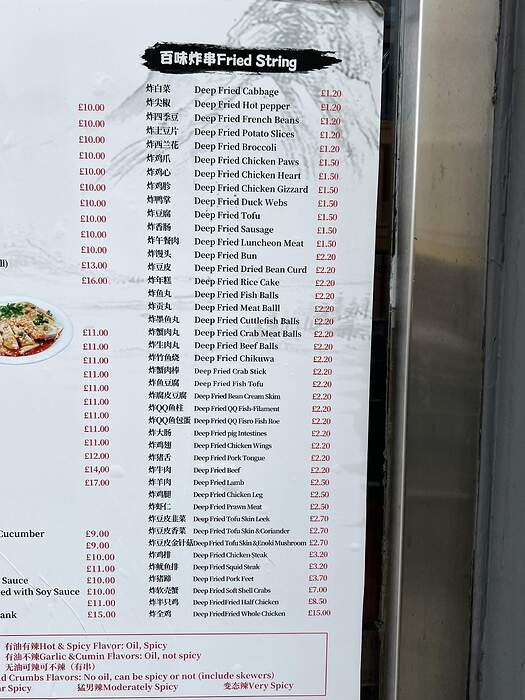 £10.00
£10.00
£10.00
£10.00
£10.00
£10.00
£10.00
£10.00
£10.00
£10.00
£13.00
£16.00
£11.00
£11.00
£11.00
£11.00
£11.00
£11.00
£11.00
£11.00
£11.00
£12.00
£14,00
£17.00
Cucumber £9.00
£9.00
£10.00
£11.00
Sauce £10.00
ed with Soy Sauce £10.00
£11.00
ank £15.00
百味炸串Fried String
炸白菜 Deep Fried Cabbage £1.20
炸尖椒 Deep Fried Hot pepper £1.20
炸四季豆 Deep Fried French Beans £1.20
炸土豆片 Deep Fried Potato Slices £1.20
炸西兰花 Deep Fried Broccoli £1.20
炸鸡爪 Deep Fried Chicken Paws £1.50
炸鸡心 Deep Fried Chicken Heart £1.50
炸鸡胗 Deep Fried Chicken Gizzard £1.50
炸鸭掌 Deep Fried Duck Webs £1.50
炸豆腐 Deep Fried Tofu £1.50
炸香肠 Deep Fried Sausage £1.50
炸午餐肉 Deep Fried Luncheon Meat £1.50
炸馒头 Deep Fried Bun £2.20
炸豆皮 Deep Fried Dried Bean Curd £2.20
炸年糕 Deep Fried Rice Cake £2.20
炸鱼丸 Deep Fried Fish Balls £2.20
炸贡丸 Deep Fried Meat Balll £2.20
炸墨鱼丸 Deep Fried Cuttlefish Balls £2.20
炸蟹肉丸 Deep Fried Crab Meat Balls £2.20
炸牛肉丸 Deep Fried Beef Balls £2.20
炸竹鱼烧 Deep Fried Chikuwa £2.20
炸蟹肉棒 Deep Fried Crab Stick £2.20
炸鱼豆腐 Deep Fried Fish Tofu £2.20
炸腐皮豆腐 Deep Fried Bean Cream Skim £2.20
炸QQ鱼柱 Deep Fried QQ Fish-Filament £2.20
炸QQ鱼包蛋 Deep Fried QQ Fisro Fish Roe £2.20
炸大肠 Deep Fried pig Intestines £2.20
炸鸡翅 Deep Fried Chicken Wings £2.20
炸猪舌 Deep Fried Pork Tongue £2.20
炸牛肉 Deep Fried Beef £2.20
炸羊肉 Deep Fried Lamb £2.50
炸鸡腿 Deep Fried Chicken Leg £2.50
炸虾仁 Deep Fried Prawn Meat £2.50
炸豆皮韭菜 Deep Fried Tofu Skin Leek £2.70
炸豆皮香菜 Deep Fried Tofu Skin &Coriander £2.70
炸豆皮金针菇Deep Fried Tofu Skin &Enoki Mushroom £2.70
炸鸡排 Deep Fried Chicken Steak £3.20
炸鱿鱼排 Deep Fried Squid Steak £3.20
炸猪蹄 Deep Fried Pork Feet £3.70
炸软壳蟹 Deep Fried Soft Shell Crabs £7.00
炸半只鸡 Deep FriedFried Half Chicken £8.50
炸全鸡 Deep FriedFried Whole Chicken £15.00
有油有辣Hot & Spicy Flavor: Oil, Spicy
有油不辣Garlic &Cumin Flavors: Oil, not spicy
无油可辣可不辣（有串）
d Crumbs Flavors: No oil, can be spicy or not (include skewers)
r Spicy 猛男辣Moderately Spicy 变态辣Very Spicy